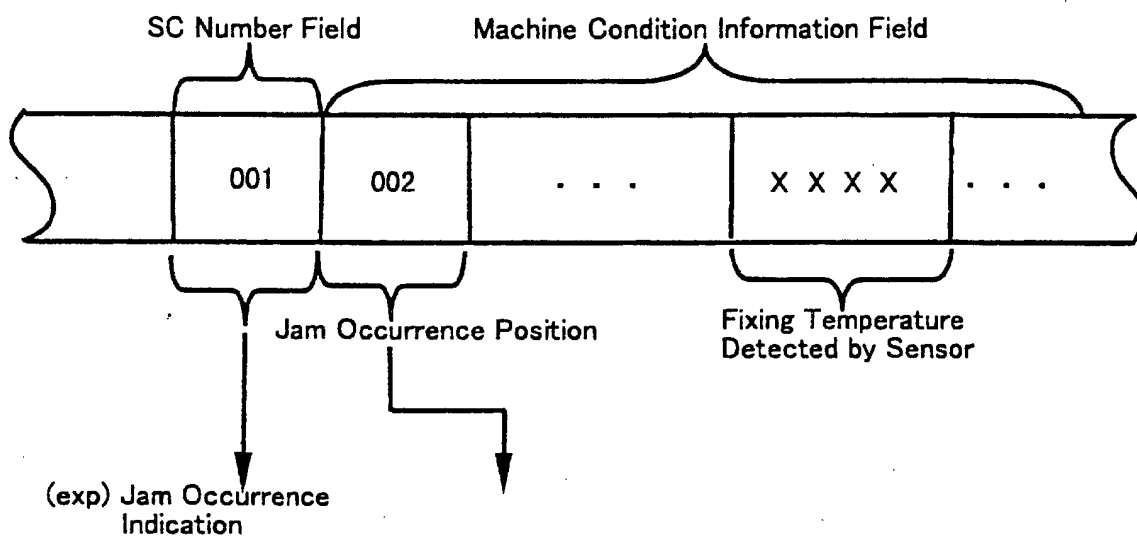 SC Number Field
Machine Condition Information Field
001
002
. . .
X X X X
. . .
Jam Occurrence Position
Fixing Temperature
Detected by Sensor
(exp) Jam Occurrence
Indication